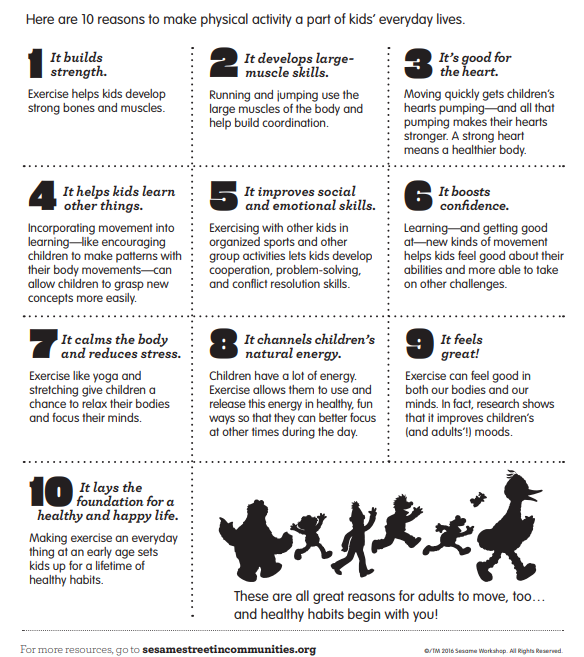 Here are 10 reasons to make physical activity a part of kids' everyday lives.
1 It builds
strength.
Exercise helps kids develop
strong bones and muscles.
2 It develops large-
muscle skills.
Running and jumping use the
large muscles of the body and
help build coordination.
3 It's good for
the heart.
Moving quickly gets children's
hearts pumping—and all that
pumping makes their hearts
stronger. A strong heart
means a healthier body.
4 It helps kids learn
other things.
Incorporating movement into
learning—like encouraging
children to make patterns with
their body movements—can
allow children to grasp new
concepts more easily.
5 It improves social
and emotional skills.
Exercising with other kids in
organized sports and other
group activities lets kids develop
cooperation, problem-solving,
and conflict resolution skills.
6 It boosts
confidence.
Learning—and getting good
at—new kinds of movement
helps kids feel good about their
abilities and more able to take
on other challenges.
7 It calms the body
and reduces stress.
Exercise like yoga and
stretching give children a
chance to relax their bodies
and focus their minds.
8 It channels children's
natural energy.
Children have a lot of energy.
Exercise allows them to use and
release this energy in healthy, fun
ways so that they can better focus
at other times during the day.
9 It feels
great!
Exercise can feel good in
both our bodies and our
minds. In fact, research shows
that it improves children's
(and adults'!) moods.
10 It lays the
foundation for a
healthy and happy life.
Making exercise an everyday
thing at an early age sets
kids up for a lifetime of
healthy habits.
These are all great reasons for adults to move, too…
and healthy habits begin with you!
For more resources, go to sesamestreetincommunities.org
©/TM 2016 Sesame Workshop. All Rights Reserved.